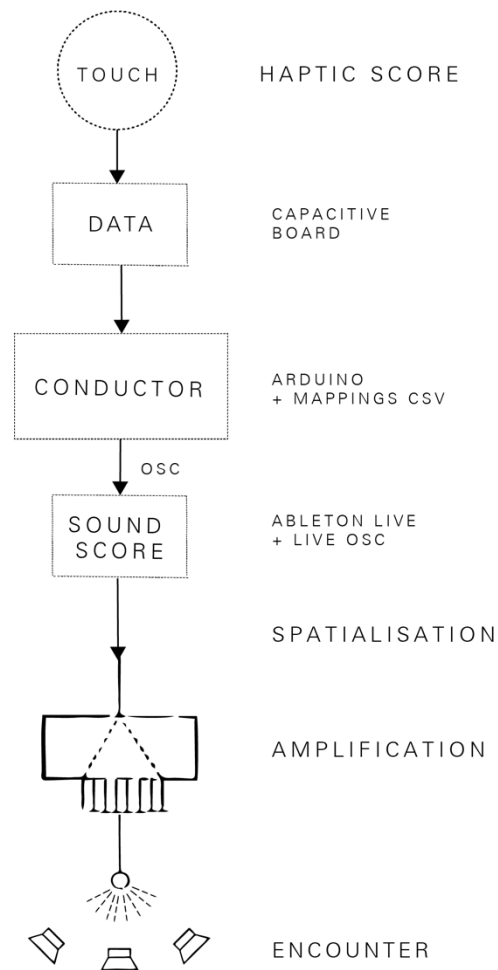 TOUCH
HAPTIC SCORE
DATA
CAPACITIVE
BOARD
CONDUCTOR
ARDUINO
+ MAPPINGS CSV
OSC
SOUND
SCORE
ABLETON LIVE
+ LIVE OSC
SPATIALISATION
AMPLIFICATION
ENCOUNTER